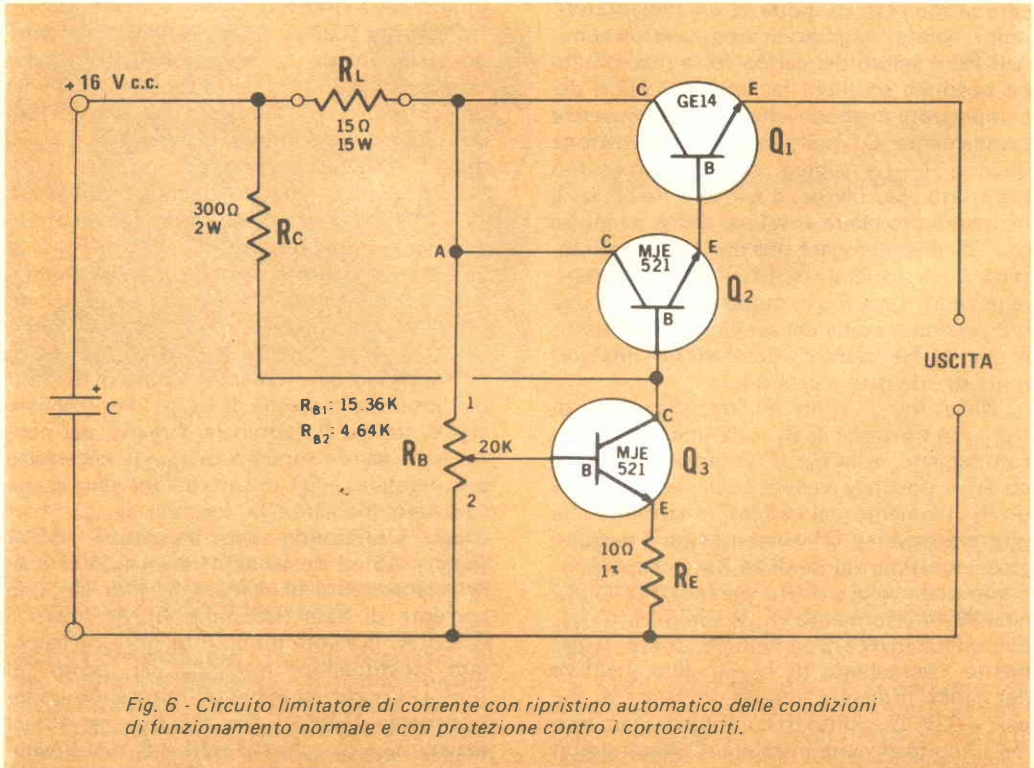 + 16 V c.c.
RL
15Ω
15W
C
E
GE14
B
Q1
300Ω
2W
RC
A
C
E
MJE
521
B
Q2
USCITA
+
C
RB1: 15.36K
RB2: 4.64K
1
RB
20K
2
C
B
MJE
521
E
Q3
10Ω
1%
RE
Fig. 6 - Circuito limitatore di corrente con ripristino automatico delle condizioni
di funzionamento normale e con protezione contro i cortocircuiti.